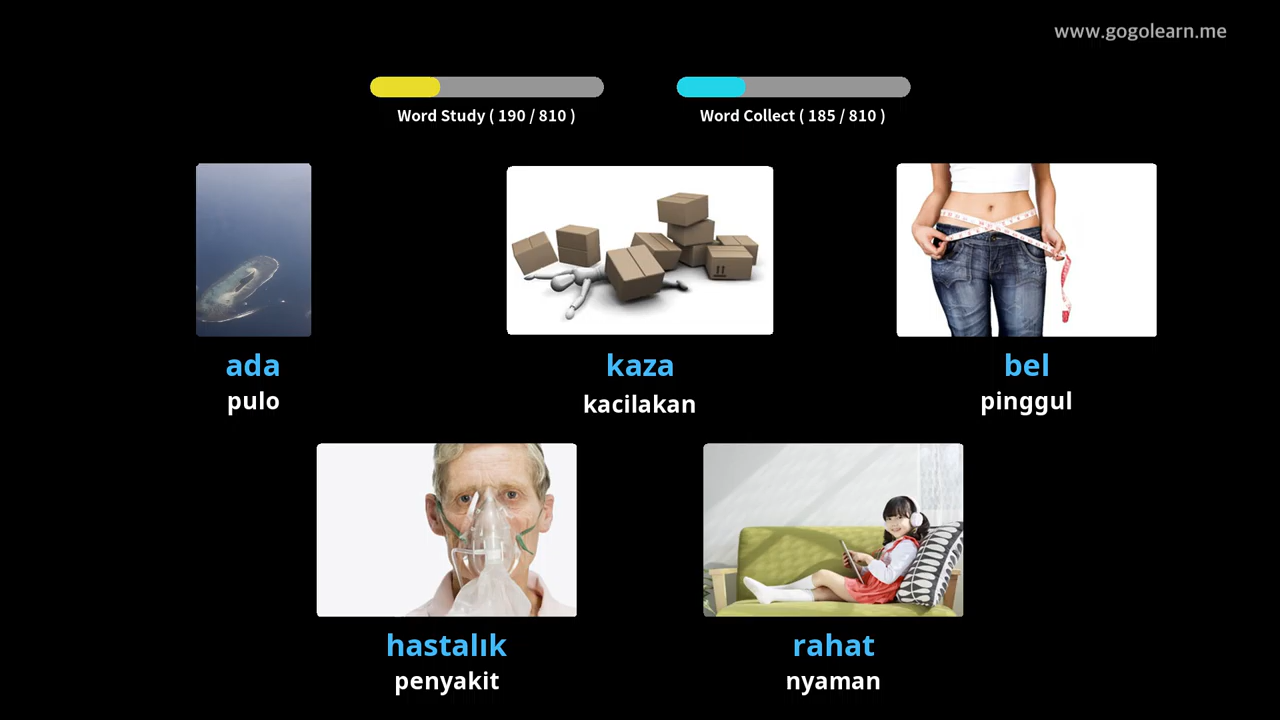 www.gogolearn.me
Word Study ( 190 / 810 )
Word Collect ( 185 / 810 )
ada
pulo
kaza
kacilakan
bel
pinggul
hastalık
penyakit
rahat
nyaman